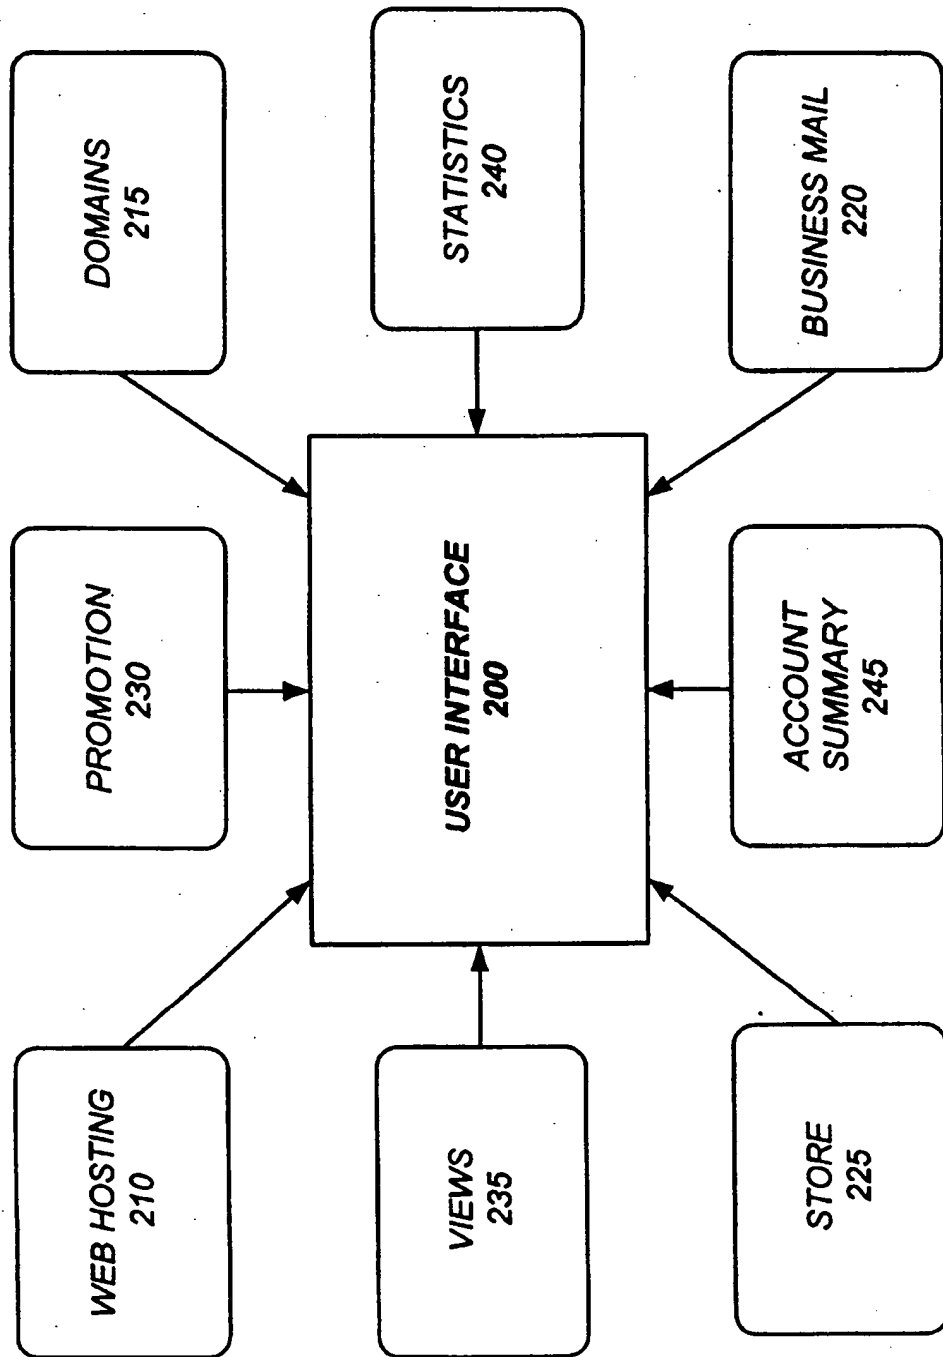 WEB HOSTING
210
PROMOTION
230
DOMAINS
215
VIEWS
235
USER INTERFACE
200
STATISTICS
240
STORE
225
ACCOUNT
SUMMARY
245
BUSINESS MAIL
220